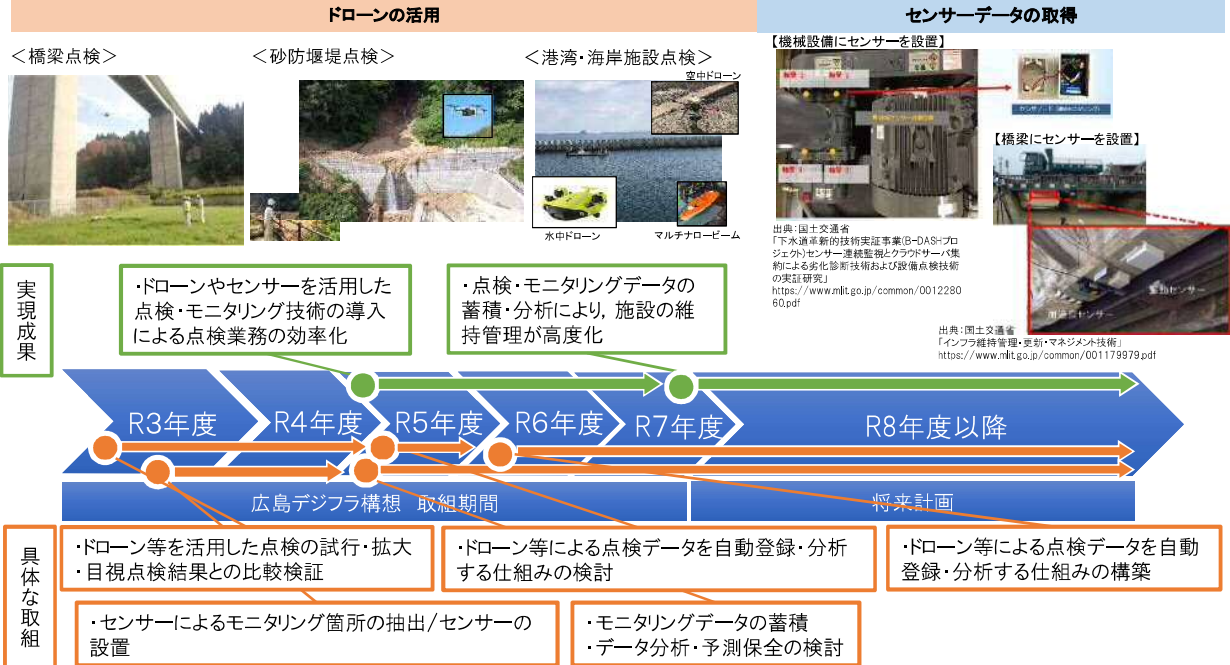 ドローンの活用
センサーデータの取得
＜橋梁点検＞
＜砂防堰堤点検＞
＜港湾・海岸施設点検＞
空中ドローン
水中ドローン
マルチナロービーム
【機械設備にセンサーを設置】
【橋梁にセンサーを設置】
振動センサー
出典：国土交通省
「下水道革新的技術実証事業(B-DASHプロ
ジェクト)センサー連続監視とクラウドサーバ集
約による劣化診断技術および設備点検技術
の実証研究」
https://www.mlit.go.jp/common/0012280
60.pdf
出典：国土交通省
「インフラ維持管理・更新・マネジメント技術」
https://www.mlit.go.jp/common/001179979.pdf
実現成果
・ドローンやセンサーを活用した
点検・モニタリング技術の導入
による点検業務の効率化
・点検・モニタリングデータの
蓄積・分析により，施設の維
持管理が高度化
R3年度
R4年度
R5年度
R6年度
R7年度
R8年度以降
広島デジフラ構想　取組期間
将来計画
具体な取組
・ドローン等を活用した点検の試行・拡大
・目視点検結果との比較検証
・ドローン等による点検データを自動登録・分析
する仕組みの検討
・ドローン等による点検データを自動
登録・分析する仕組みの構築
・センサーによるモニタリング箇所の抽出/センサーの
設置
・モニタリングデータの蓄積
・データ分析・予測保全の検討